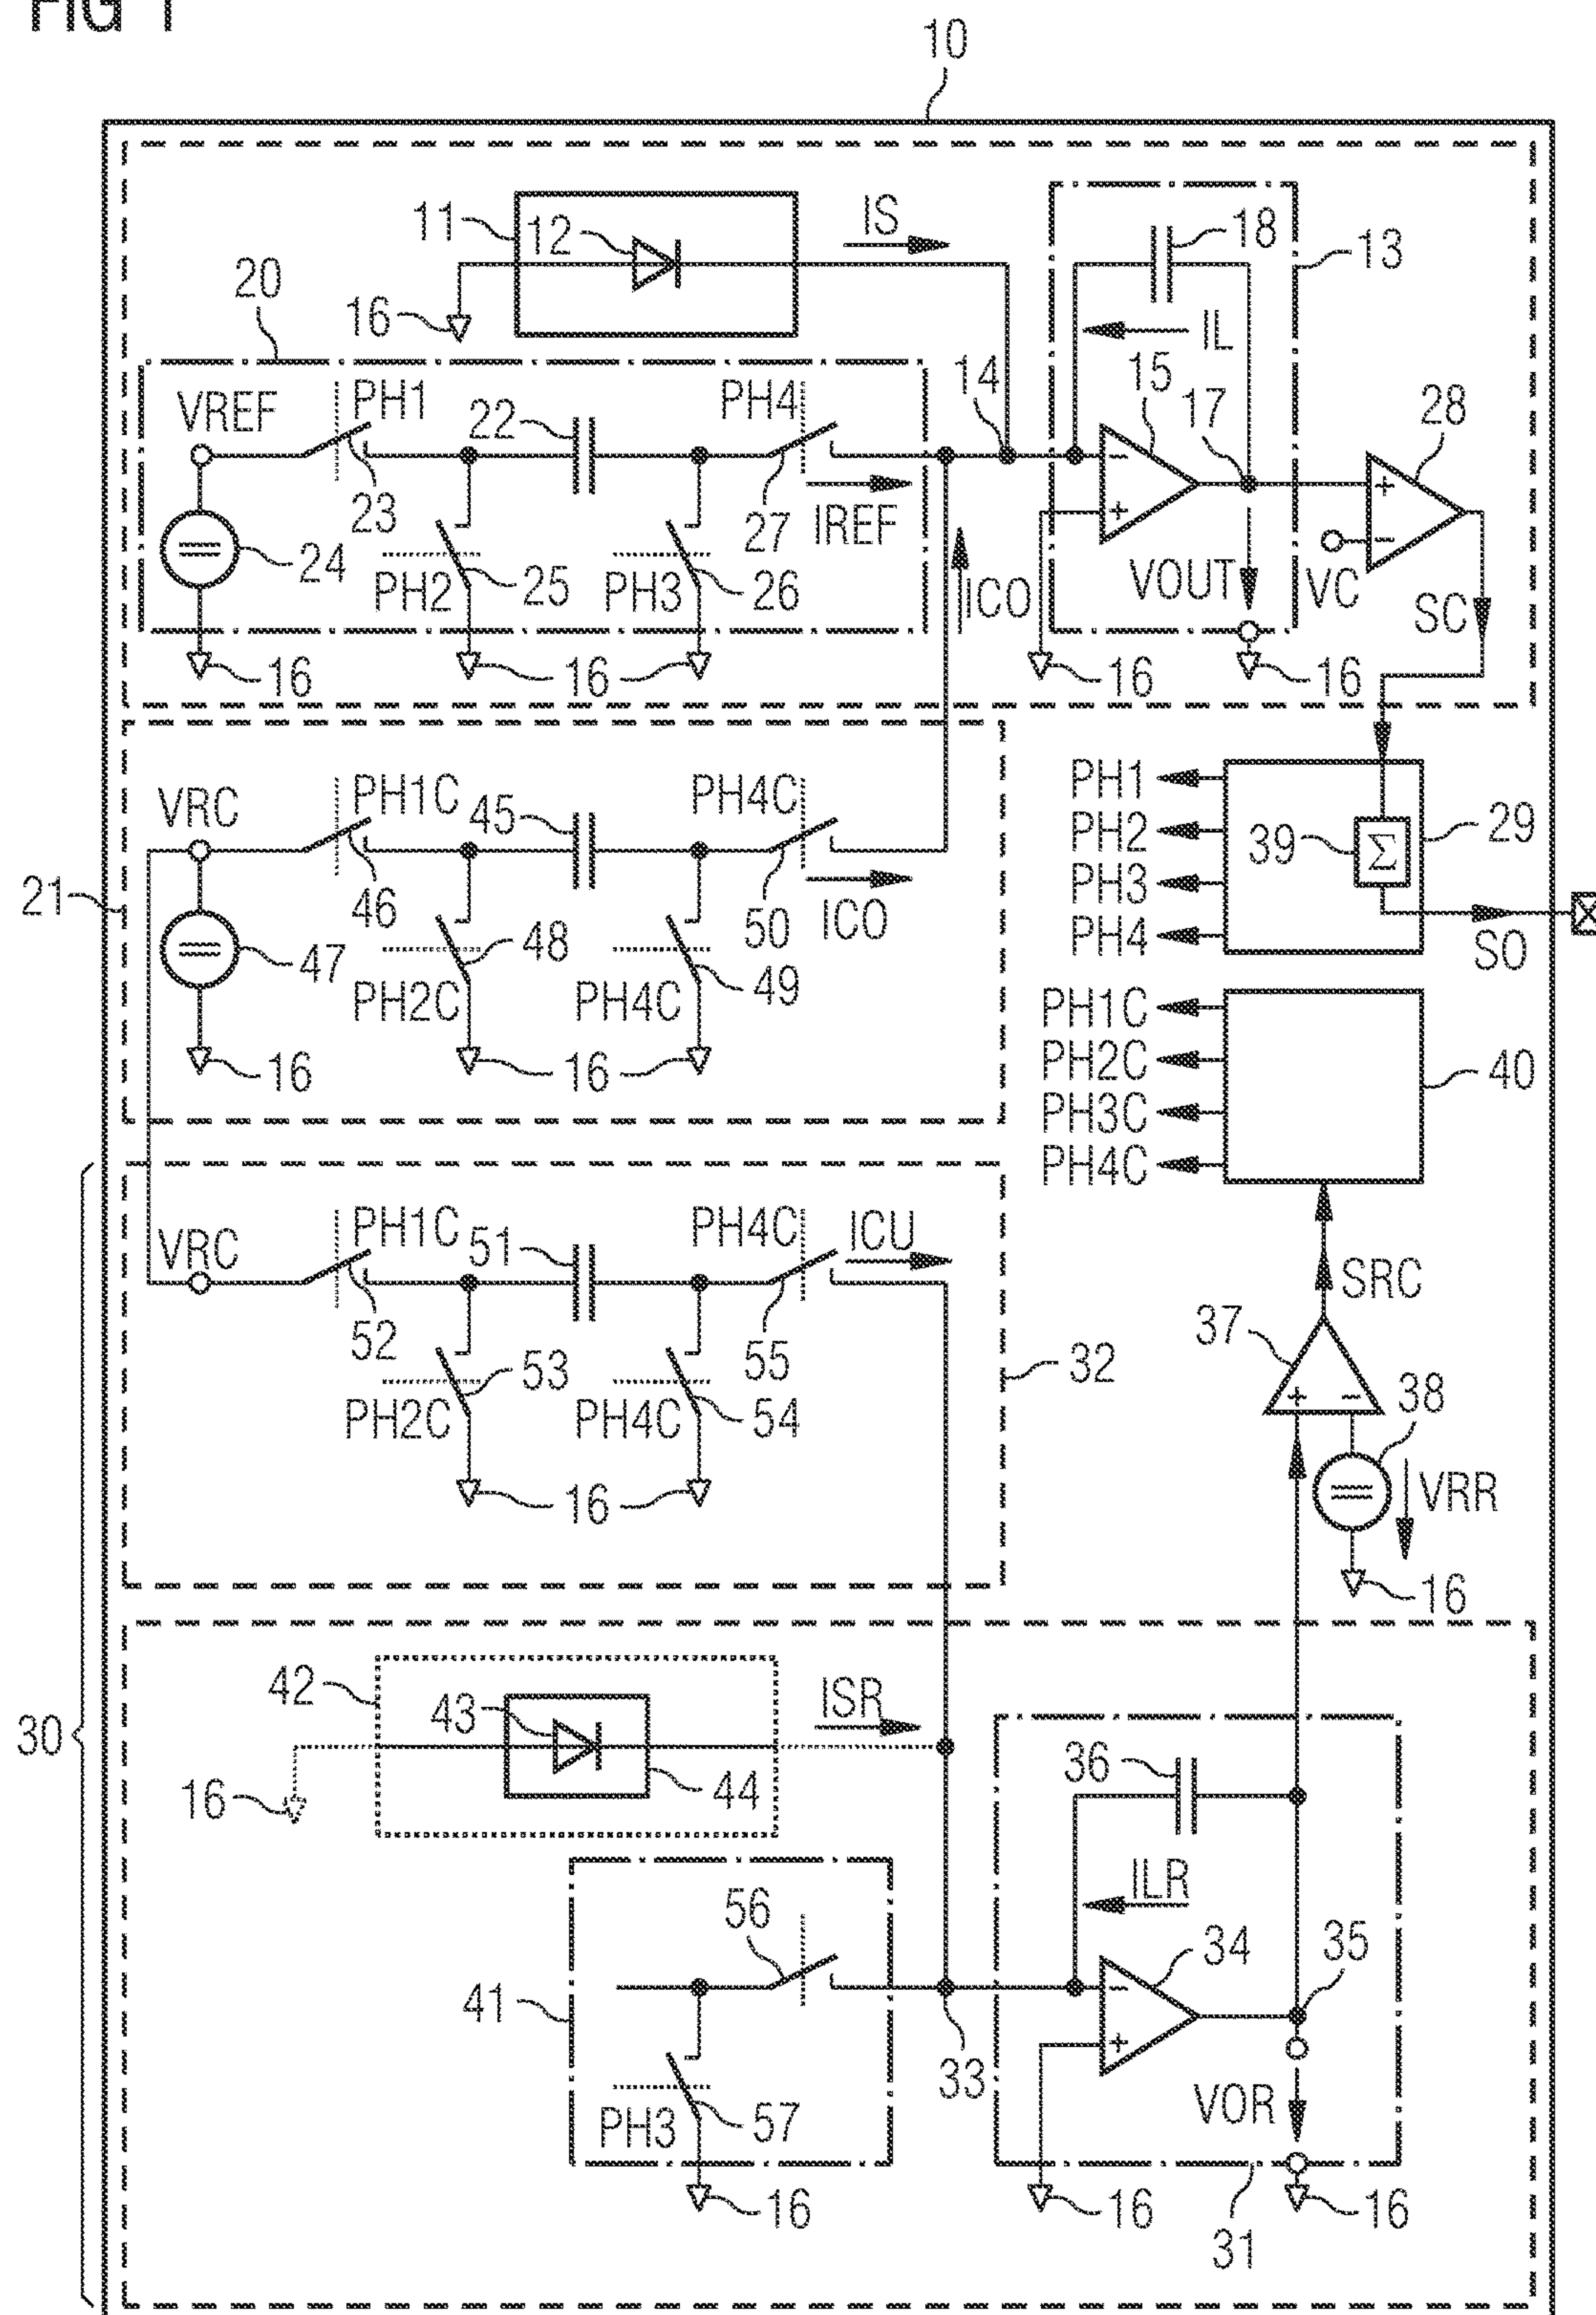 FIG 1
10
11 12 IS 18 13
20 16 IL
VREF PH1 22 PH4 14 15 17 28
23 27 IREF
24 PH2 25 PH3 26 ICO VOUT VC SC
16 16 16 16
VRC PH1C 45 PH4C PH1
PH2 39 Σ 29
21 46 50 ICO PH3
47 PH2C 48 PH4C 49 PH4 SO
16 16 PH1C
PH2C 40
PH3C
PH4C
VRC PH1C 51 PH4C ICU
SRC
52 53 55 32 37
PH2C PH4C 54 38
16 VRR
16
30 42 43 ISR
16 44 36
ILR
56 34 35
41
33
PH3 57 VOR
16 16 16
31